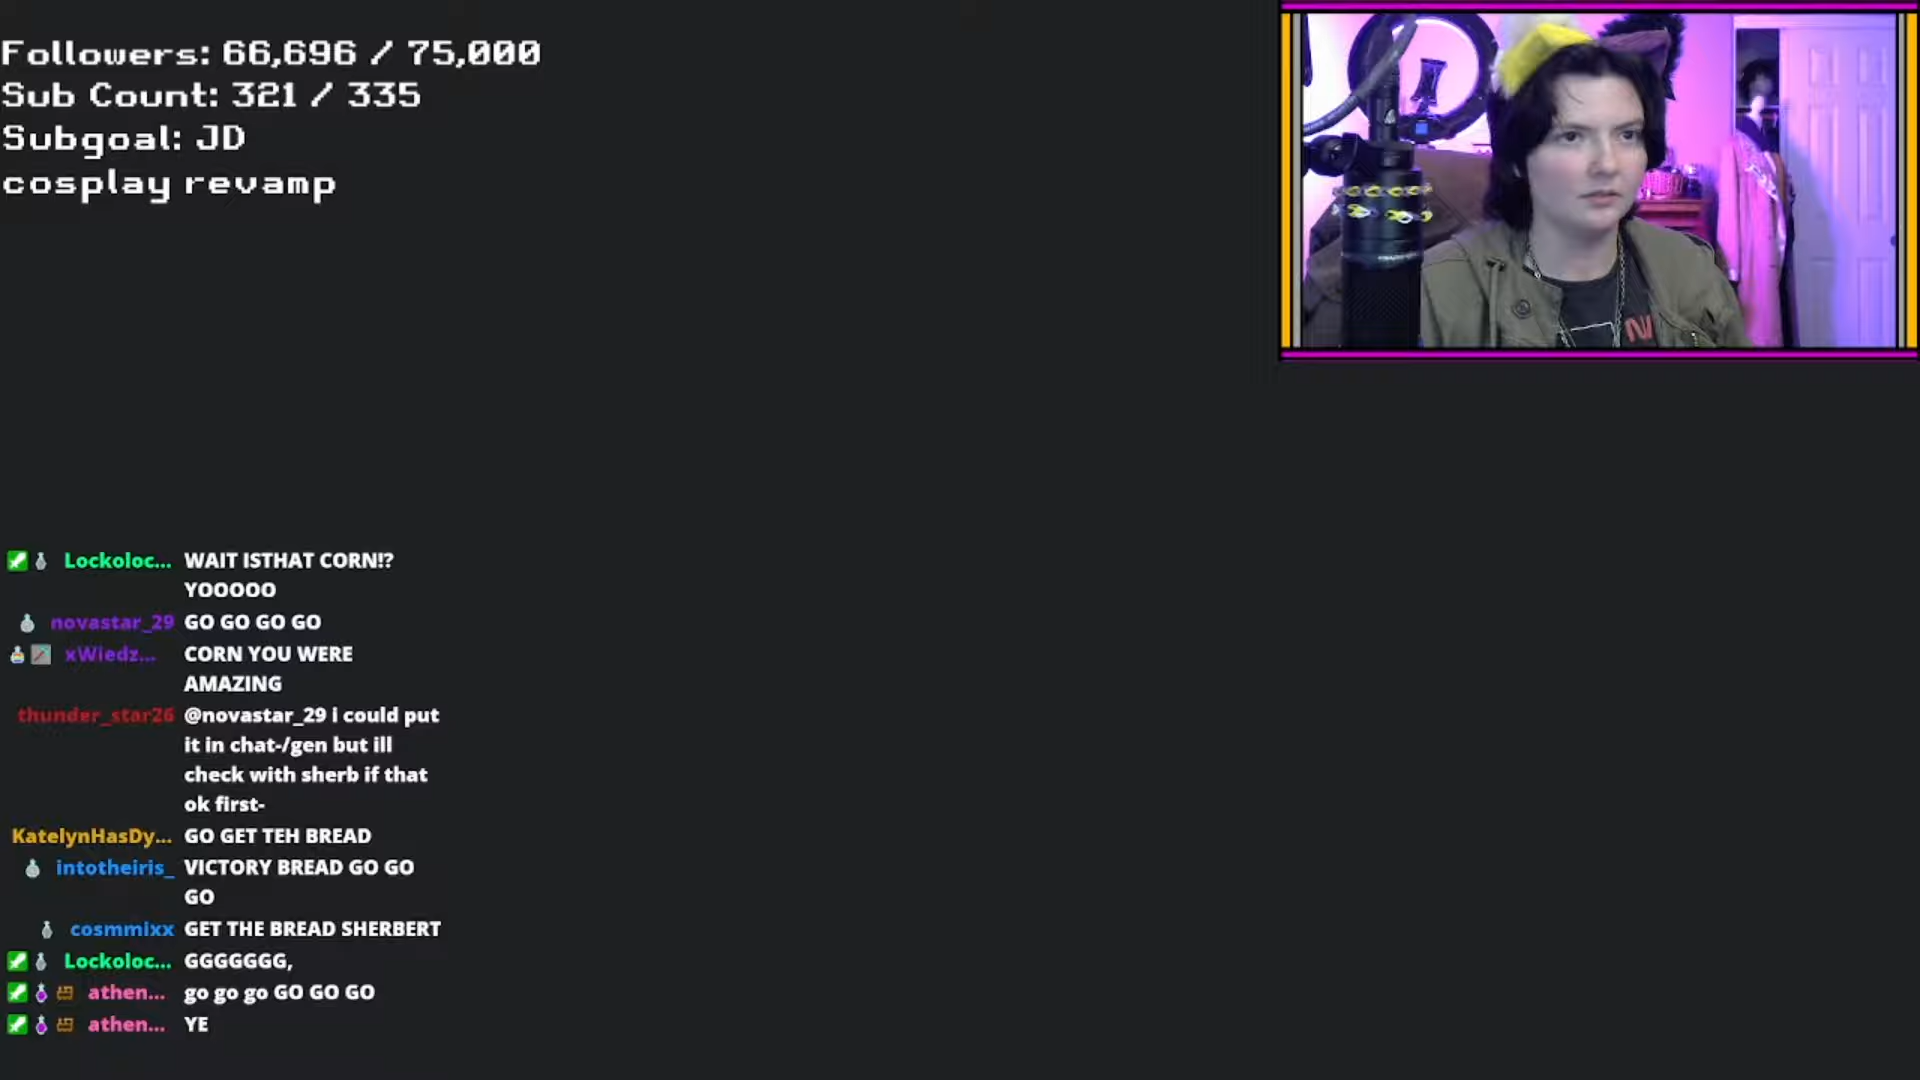 Followers: 66,696 / 75,000
Sub Count: 321 / 335
Subgoal: JD
cosplay revamp
Lockoloc... WAIT ISTHAT CORN!?
YOOOOO
novastar_29 GO GO GO GO
xWiedz... CORN YOU WERE
AMAZING
thunder_star26 @novastar_29 i could put
it in chat-/gen but ill
check with sherb if that
ok first-
KatelynHasDy... GO GET TEH BREAD
intotheiris_ VICTORY BREAD GO GO
GO
cosmmixx GET THE BREAD SHERBERT
Lockoloc... GGGGGGG,
athen... go go go GO GO GO
athen... YE